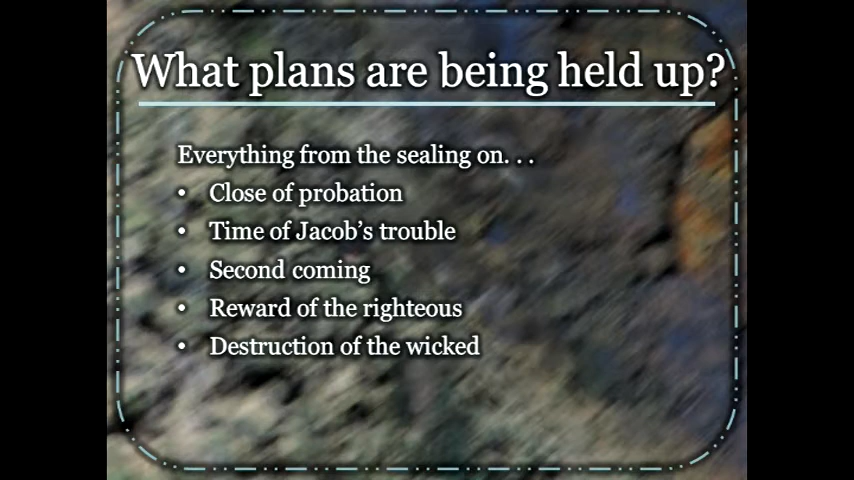 What plans are being held up?
Everything from the sealing on. . .
• Close of probation
• Time of Jacob’s trouble
• Second coming
• Reward of the righteous
• Destruction of the wicked